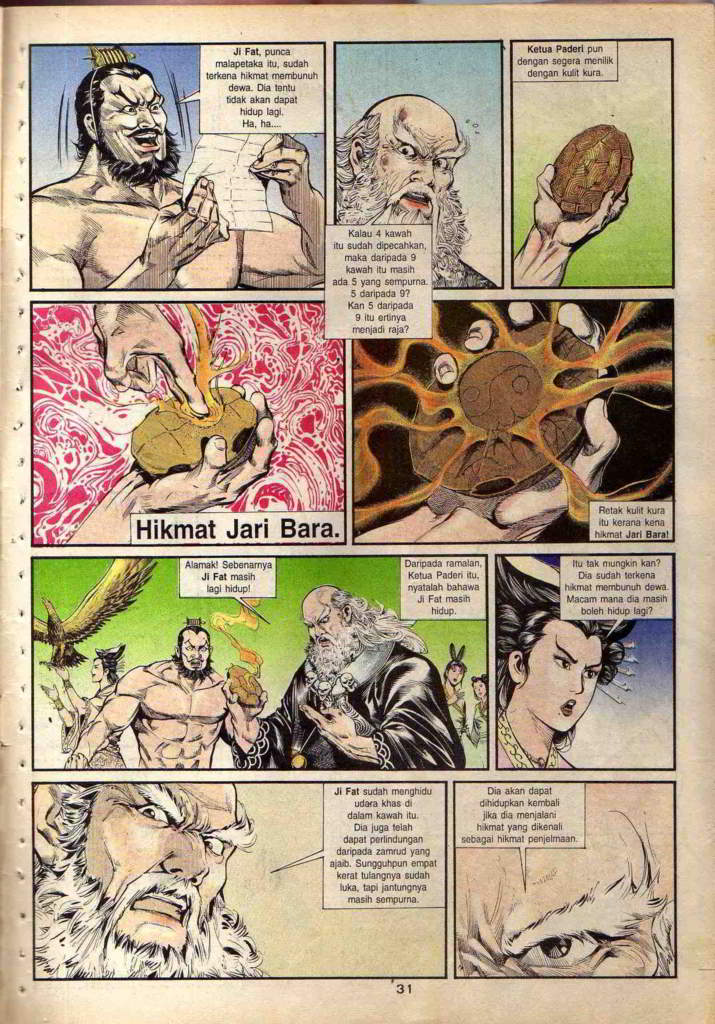 Ji Fat, punca
malapetaka itu, sudah
terkena hikmat membunuh
dewa. Dia tentu
tidak akan dapat
hidup lagi.
Ha, ha....
Kalau 4 kawah
itu sudah dipecahkan,
maka daripada 9
kawah itu masih
ada 5 yang sempurna.
5 daripada 9?
Kan 5 daripada
9 itu ertinya
menjadi raja?
Ketua Paderi pun
dengan segera menilik
dengan kulit kura.
Hikmat Jari Bara.
Retak kulit kura
itu kerana kena
hikmat Jari Bara!
Alamak! Sebenarnya
Ji Fat masih
lagi hidup!
Daripada ramalan,
Ketua Paderi itu,
nyatalah bahawa
Ji Fat masih
hidup.
Itu tak mungkin kan?
Dia sudah terkena
hikmat membunuh dewa.
Macam mana dia masih
boleh hidup lagi?
Ji Fat sudah menghidu
udara khas di
dalam kawah itu.
Dia juga telah
dapat perlindungan
daripada zamrud yang
ajaib. Sungguhpun empat
kerat tulangnya sudah
luka, tapi jantungnya
masih sempurna.
Dia akan dapat
dihidupkan kembali
jika dia menjalani
hikmat yang dikenali
sebagai hikmat penjelmaan.
31